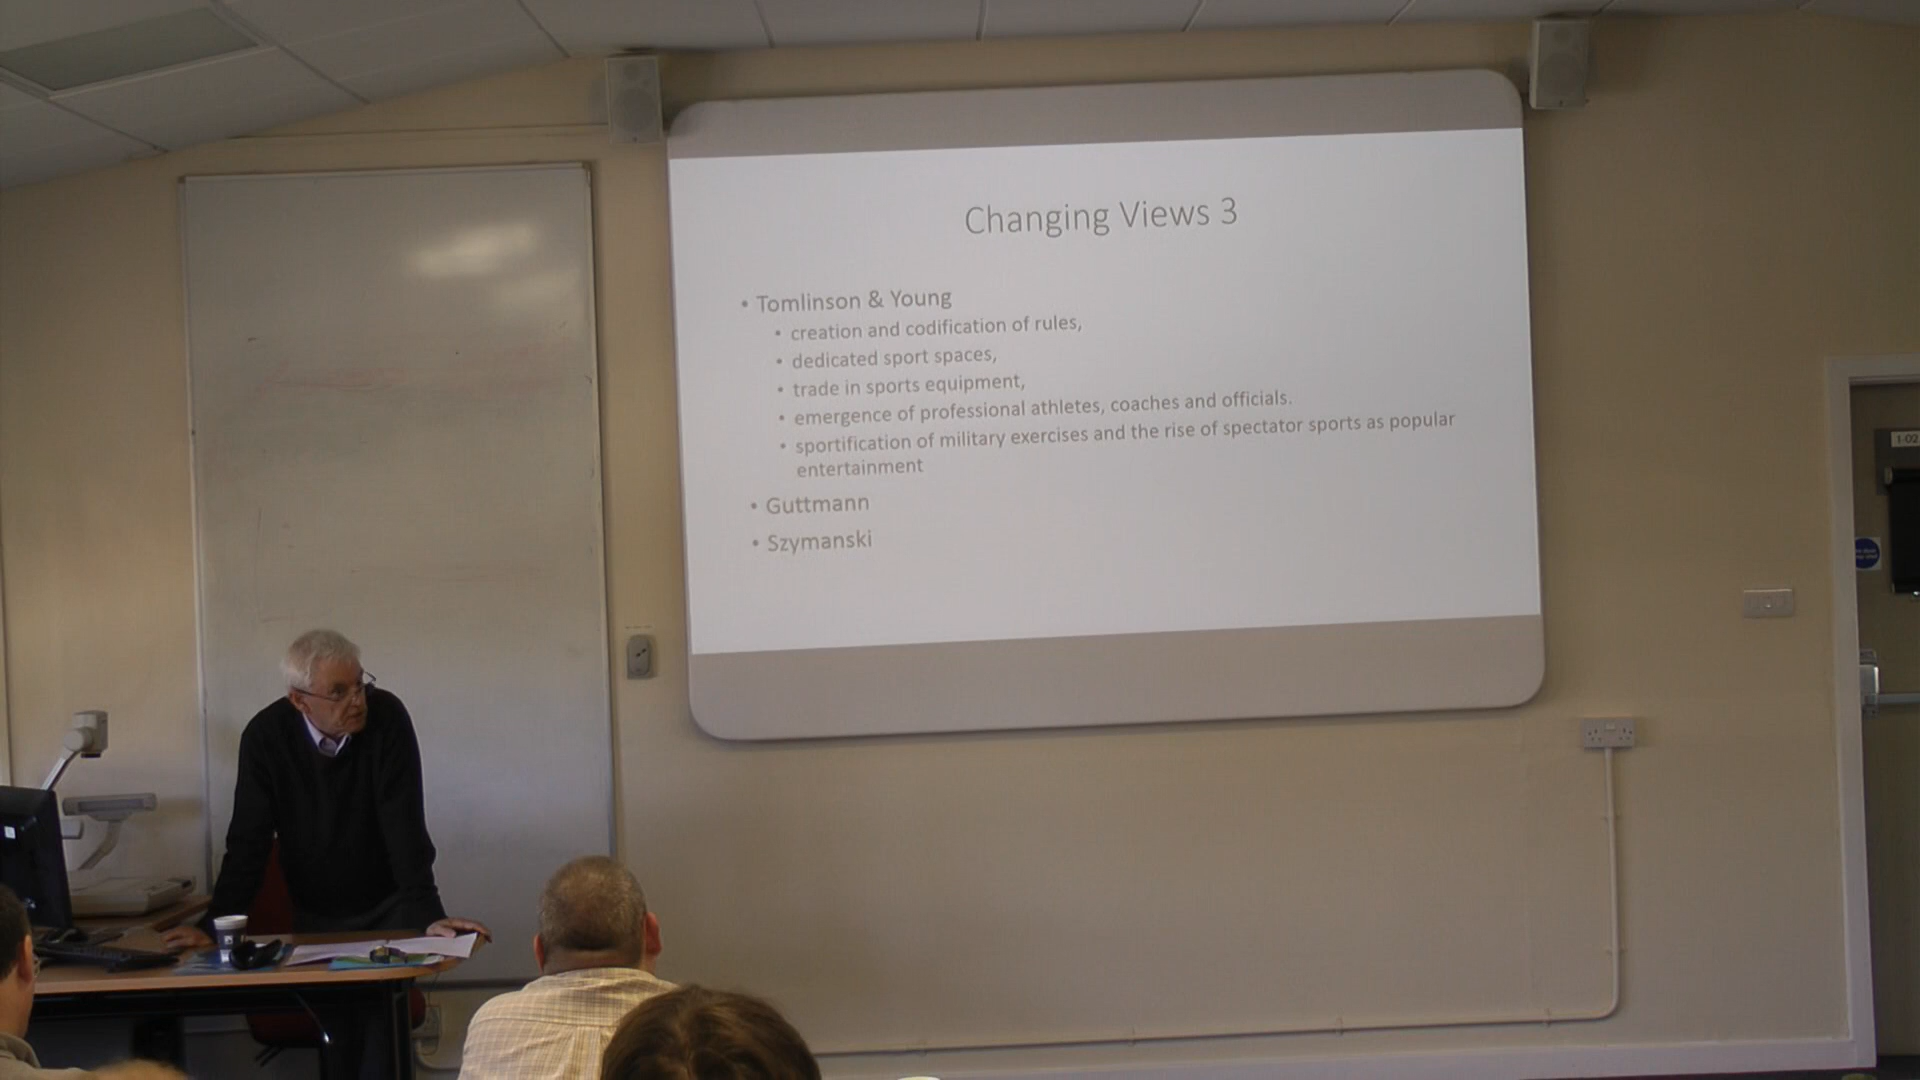 Changing Views 3
• Tomlinson & Young
• creation and codification of rules,
• dedicated sport spaces,
• trade in sports equipment,
• emergence of professional athletes, coaches and officials.
• sportification of military exercises and the rise of spectator sports as popular
entertainment
• Guttmann
• Szymanski
1-02